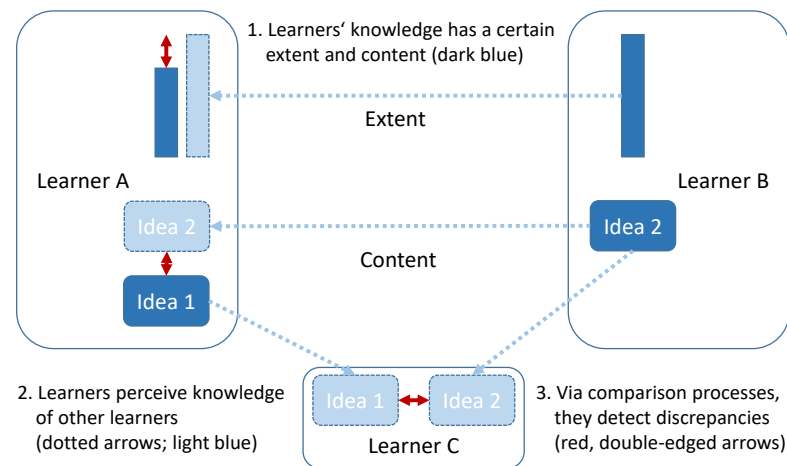 1. Learners‘ knowledge has a certain
extent and content (dark blue)
Extent
Learner A
Learner B
Idea 2
Idea 2
Content
Idea 1
2. Learners perceive knowledge
of other learners
(dotted arrows; light blue)
Idea 1
Idea 2
Learner C
3. Via comparison processes,
they detect discrepancies
(red, double-edged arrows)